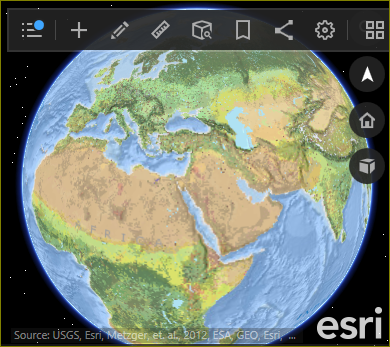 Source: USGS, Esri, Metzger, et. al., 2012, ESA, GEO, Esri, ...
esri